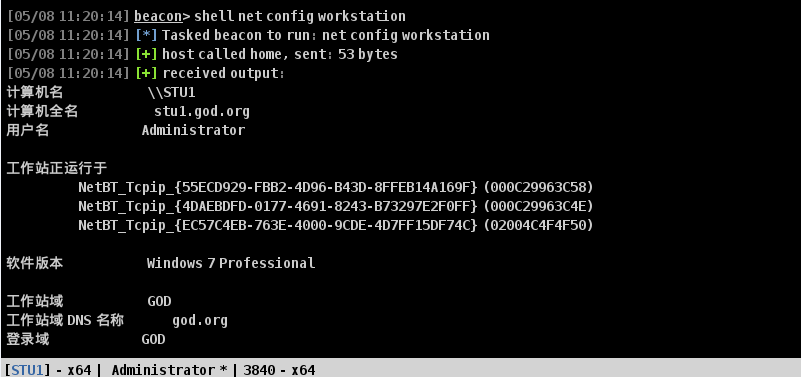 [05/08 11:20:14] beacon> shell net config workstation
[05/08 11:20:14] [*] Tasked beacon to run: net config workstation
[05/08 11:20:14] [+] host called home, sent: 53 bytes
[05/08 11:20:14] [+] received output:
计算机名 \\STU1
计算机全名 stu1.god.org
用户名 Administrator
工作站正运行于
NetBT_Tcpip_{55ECD929-FBB2-4D96-B43D-8FFEB14A169F} (000C29963C58)
NetBT_Tcpip_{4DAEBDFD-0177-4691-8243-B73297E2F0FF} (000C29963C4E)
NetBT_Tcpip_{EC57C4EB-763E-4000-9CDE-4D7FF15DF74C} (02004C4F4F50)
软件版本 Windows 7 Professional
工作站域 GOD
工作站域 DNS 名称 god.org
登录域 GOD
[STU1] - x64 | Administrator * | 3840 - x64